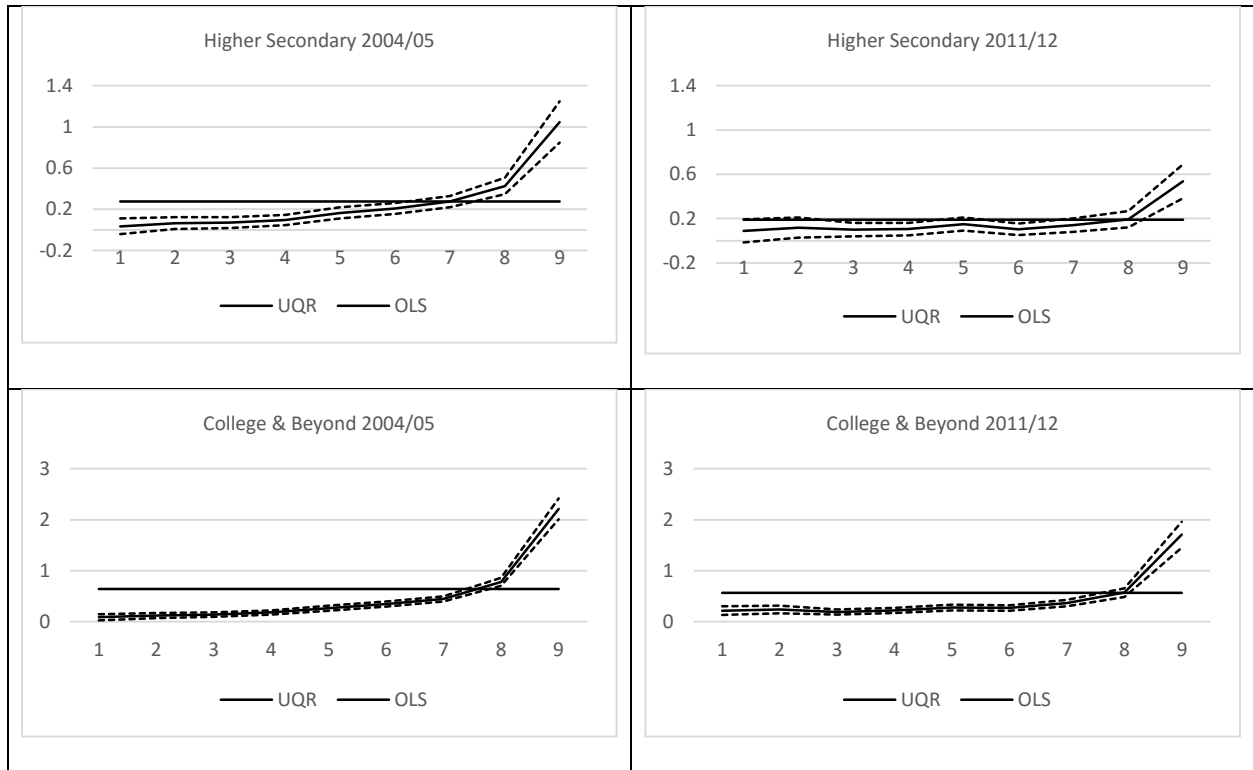 Higher Secondary 2004/05
1.4
1
0.6
0.2
-0.2
1 2 3 4 5 6 7 8 9
UQR OLS
Higher Secondary 2011/12
1.4
1
0.6
0.2
-0.2
1 2 3 4 5 6 7 8 9
UQR OLS
College & Beyond 2004/05
3
2
1
0
1 2 3 4 5 6 7 8 9
UQR OLS
College & Beyond 2011/12
3
2
1
0
1 2 3 4 5 6 7 8 9
UQR OLS